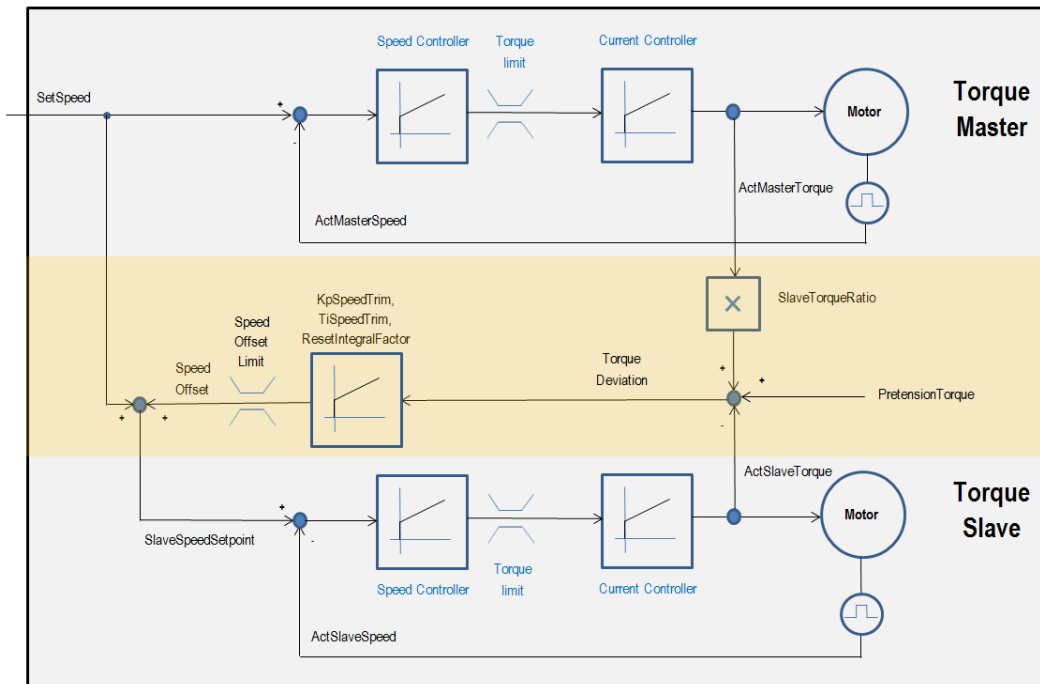 Speed Controller
Torque
limit
Current Controller
SetSpeed
+
-
Motor
Torque
Master
ActMasterTorque
ActMasterSpeed
SlaveTorqueRatio
KpSpeedTrim,
TiSpeedTrim,
ResetIntegralFactor
Speed
Offset
Limit
Speed
Offset
Torque
Deviation
+
+
PretensionTorque
+
+
-
ActSlaveTorque
Torque
Slave
Motor
+
-
SlaveSpeedSetpoint
Speed Controller
Torque
limit
Current Controller
ActSlaveSpeed